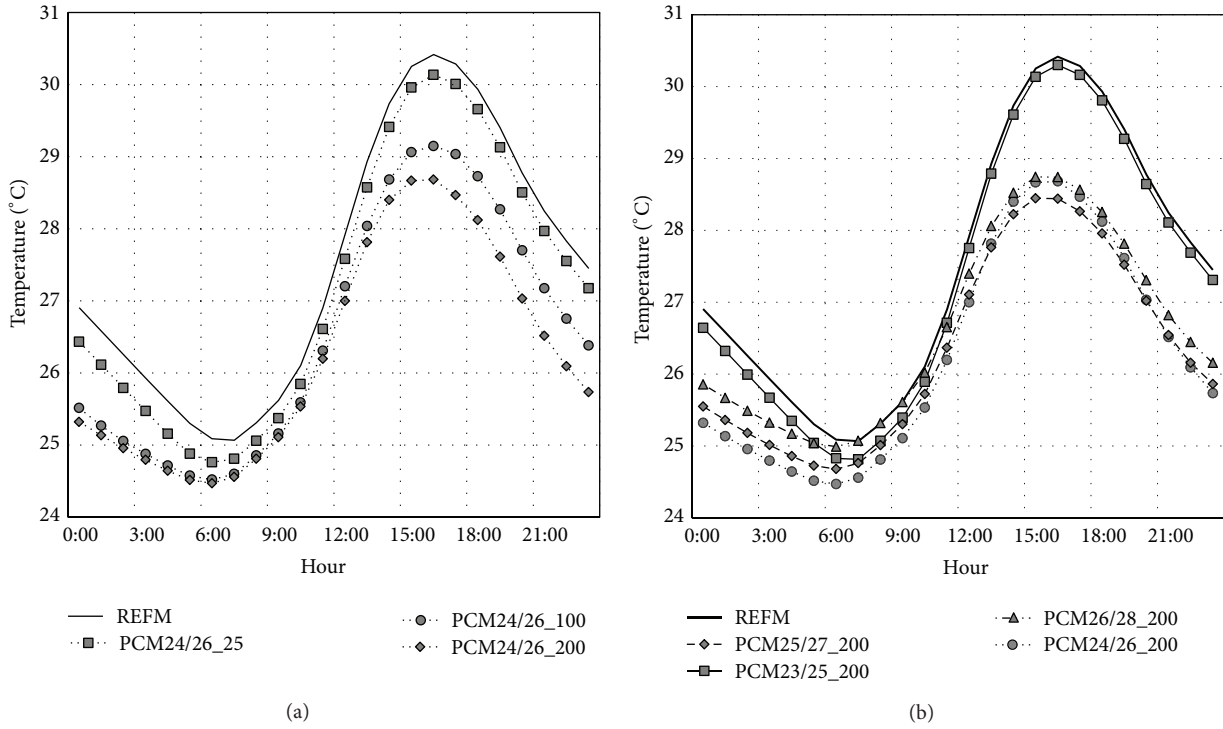 31
30
29
28
27
26
25
24
Temperature (°C)
0:00 3:00 6:00 9:00 12:00 15:00 18:00 21:00
Hour
REFM
PCM24/26_25
PCM24/26_100
PCM24/26_200
(a)
31
30
29
28
27
26
25
24
Temperature (°C)
0:00 3:00 6:00 9:00 12:00 15:00 18:00 21:00
Hour
REFM
PCM25/27_200
PCM23/25_200
PCM26/28_200
PCM24/26_200
(b)